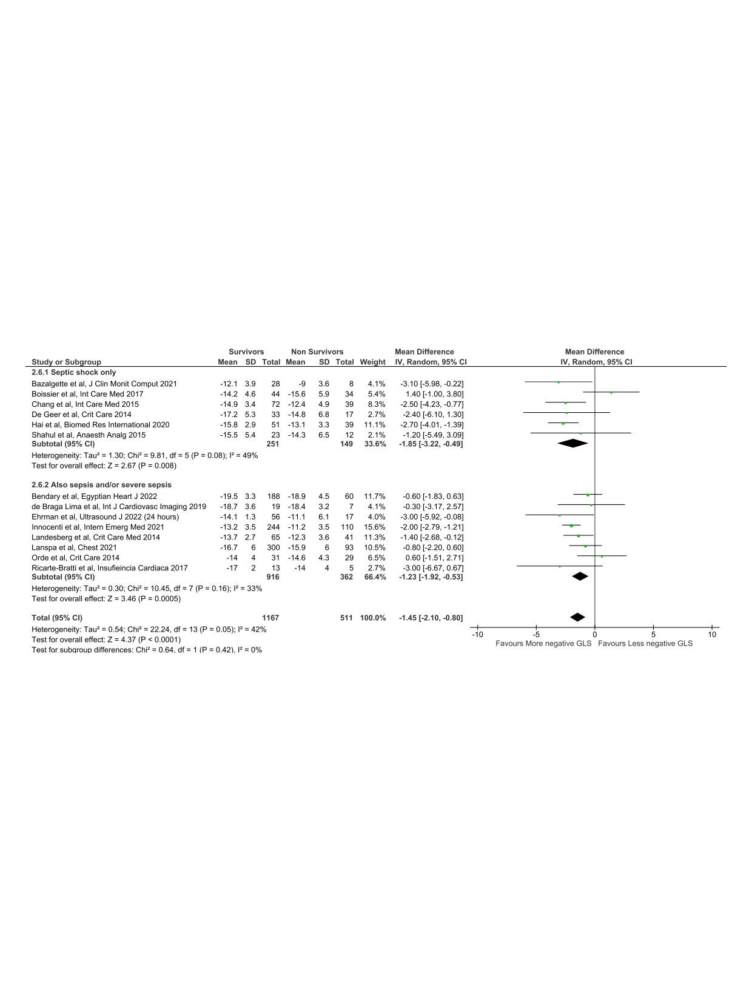 Survivors Non Survivors Mean Difference Mean Difference
Study or Subgroup Mean SD Total Mean SD Total Weight IV, Random, 95% CI IV, Random, 95% CI
2.6.1 Septic shock only
Bazalgette et al, J Clin Monit Comput 2021 -12.1 3.9 28 -9 3.6 8 4.1% -3.10 [-5.98, -0.22]
Boissier et al, Int Care Med 2017 -14.2 4.6 44 -15.6 5.9 34 5.4% 1.40 [-1.00, 3.80]
Chang et al, Int Care Med 2015 -14.9 3.4 72 -12.4 4.9 39 8.3% -2.50 [-4.23, -0.77]
De Geer et al, Crit Care 2014 -17.2 5.3 33 -14.8 6.8 17 2.7% -2.40 [-6.10, 1.30]
Hai et al, Biomed Res International 2020 -15.8 2.9 51 -13.1 3.3 39 11.1% -2.70 [-4.01, -1.39]
Shahul et al, Anaesth Analg 2015 -15.5 5.4 23 -14.3 6.5 12 2.1% -1.20 [-5.49, 3.09]
Subtotal (95% CI) 251 149 33.6% -1.85 [-3.22, -0.49]
Heterogeneity: Tau² = 1.30; Chi² = 9.81, df = 5 (P = 0.08); I² = 49%
Test for overall effect: Z = 2.67 (P = 0.008)
2.6.2 Also sepsis and/or severe sepsis
Bendary et al, Egyptian Heart J 2022 -19.5 3.3 188 -18.9 4.5 60 11.7% -0.60 [-1.83, 0.63]
de Braga Lima et al, Int J Cardiovasc Imaging 2019 -18.7 3.6 19 -18.4 3.2 7 4.1% -0.30 [-3.17, 2.57]
Ehrman et al, Ultrasound J 2022 (24 hours) -14.1 1.3 56 -11.1 6.1 17 4.0% -3.00 [-5.92, -0.08]
Innocenti et al, Intern Emerg Med 2021 -13.2 3.5 244 -11.2 3.5 110 15.6% -2.00 [-2.79, -1.21]
Landesberg et al, Crit Care Med 2014 -13.7 2.7 65 -12.3 3.6 41 11.3% -1.40 [-2.68, -0.12]
Lanspa et al, Chest 2021 -16.7 6 300 -15.9 6 93 10.5% -0.80 [-2.20, 0.60]
Orde et al, Crit Care 2014 -14 4 31 -14.6 4.3 29 6.5% 0.60 [-1.51, 2.71]
Ricarte-Bratti et al, Insufieincia Cardiaca 2017 -17 2 13 -14 4 5 2.7% -3.00 [-6.67, 0.67]
Subtotal (95% CI) 916 362 66.4% -1.23 [-1.92, -0.53]
Heterogeneity: Tau² = 0.30; Chi² = 10.45, df = 7 (P = 0.16); I² = 33%
Test for overall effect: Z = 3.46 (P = 0.0005)
Total (95% CI) 1167 511 100.0% -1.45 [-2.10, -0.80]
Heterogeneity: Tau² = 0.54; Chi² = 22.24, df = 13 (P = 0.05); I² = 42%
Test for overall effect: Z = 4.37 (P < 0.0001)
Test for subgroup differences: Chi² = 0.64, df = 1 (P = 0.42), I² = 0%
-10 -5 0 5 10
Favours More negative GLS Favours Less negative GLS